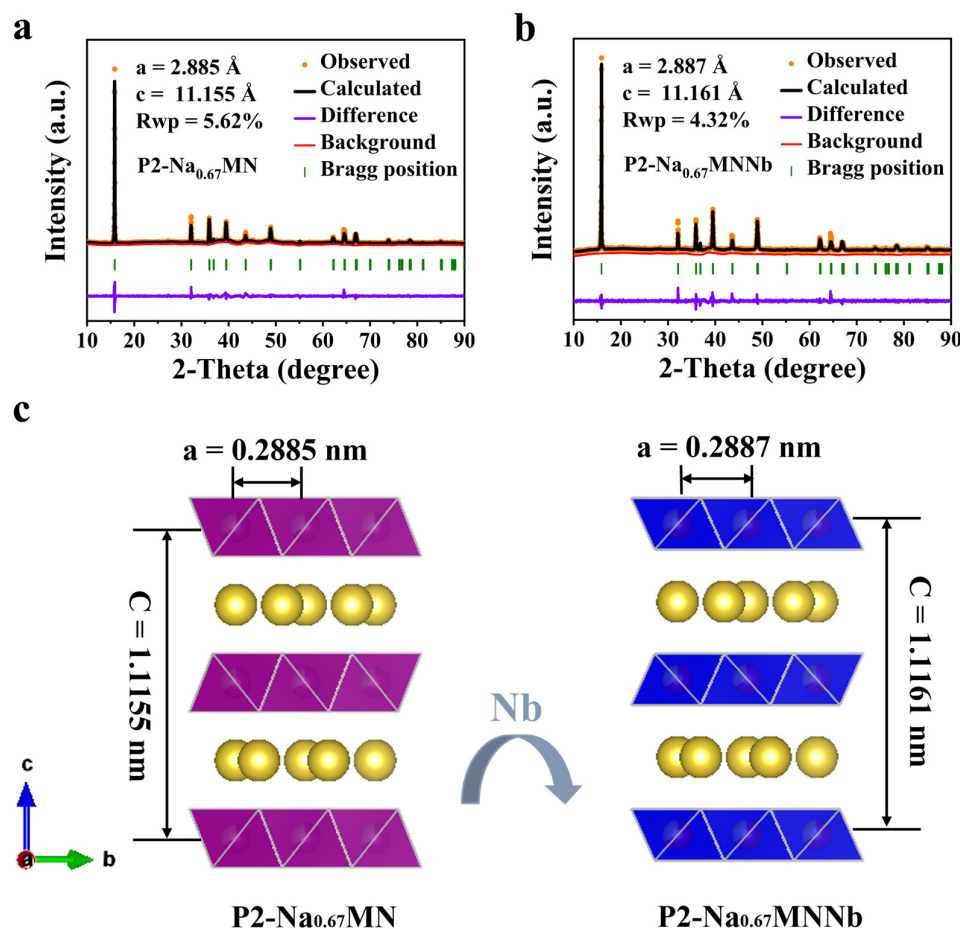 a
a = 2.885 Å
c = 11.155 Å
Rwp = 5.62%
P2-Na0.67MN
Observed
Calculated
Difference
Background
Bragg position
Intensity (a.u.)
10 20 30 40 50 60 70 80 90
2-Theta (degree)
b
a = 2.887 Å
c = 11.161 Å
Rwp = 4.32%
P2-Na0.67MNNb
Observed
Calculated
Difference
Background
Bragg position
Intensity (a.u.)
10 20 30 40 50 60 70 80 90
2-Theta (degree)
c
a = 0.2885 nm
C = 1.1155 nm
P2-Na0.67MN
Nb
a = 0.2887 nm
C = 1.1161 nm
P2-Na0.67MNNb
c
a
b